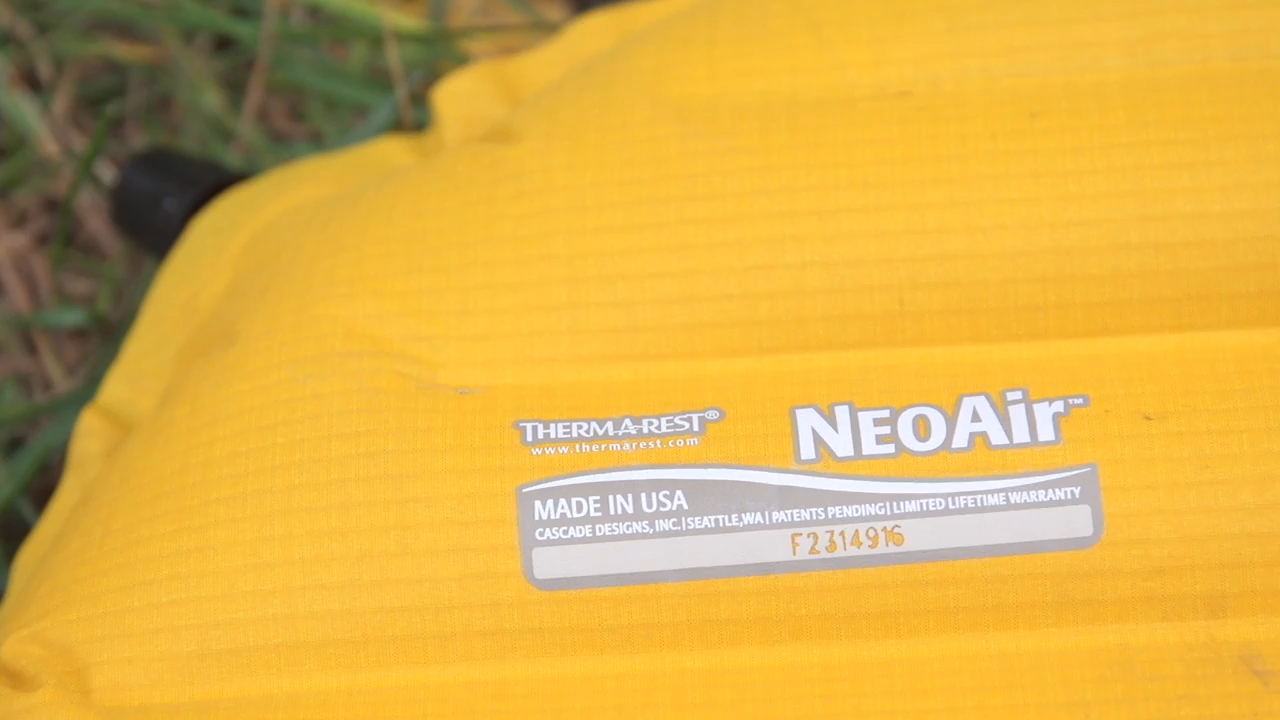 THERM-A-REST®
www.thermarest.com
NEOAir™
MADE IN USA
CASCADE DESIGNS, INC. | SEATTLE, WA | PATENTS PENDING | LIMITED LIFETIME WARRANTY
F2314916